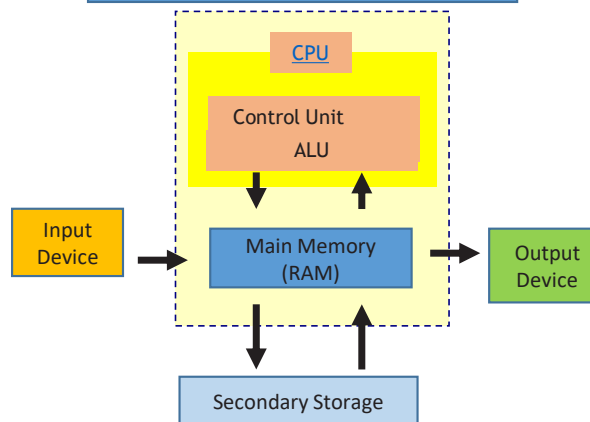 CPU
Control Unit
ALU
Input
Device
Main Memory
(RAM)
Output
Device
Secondary Storage